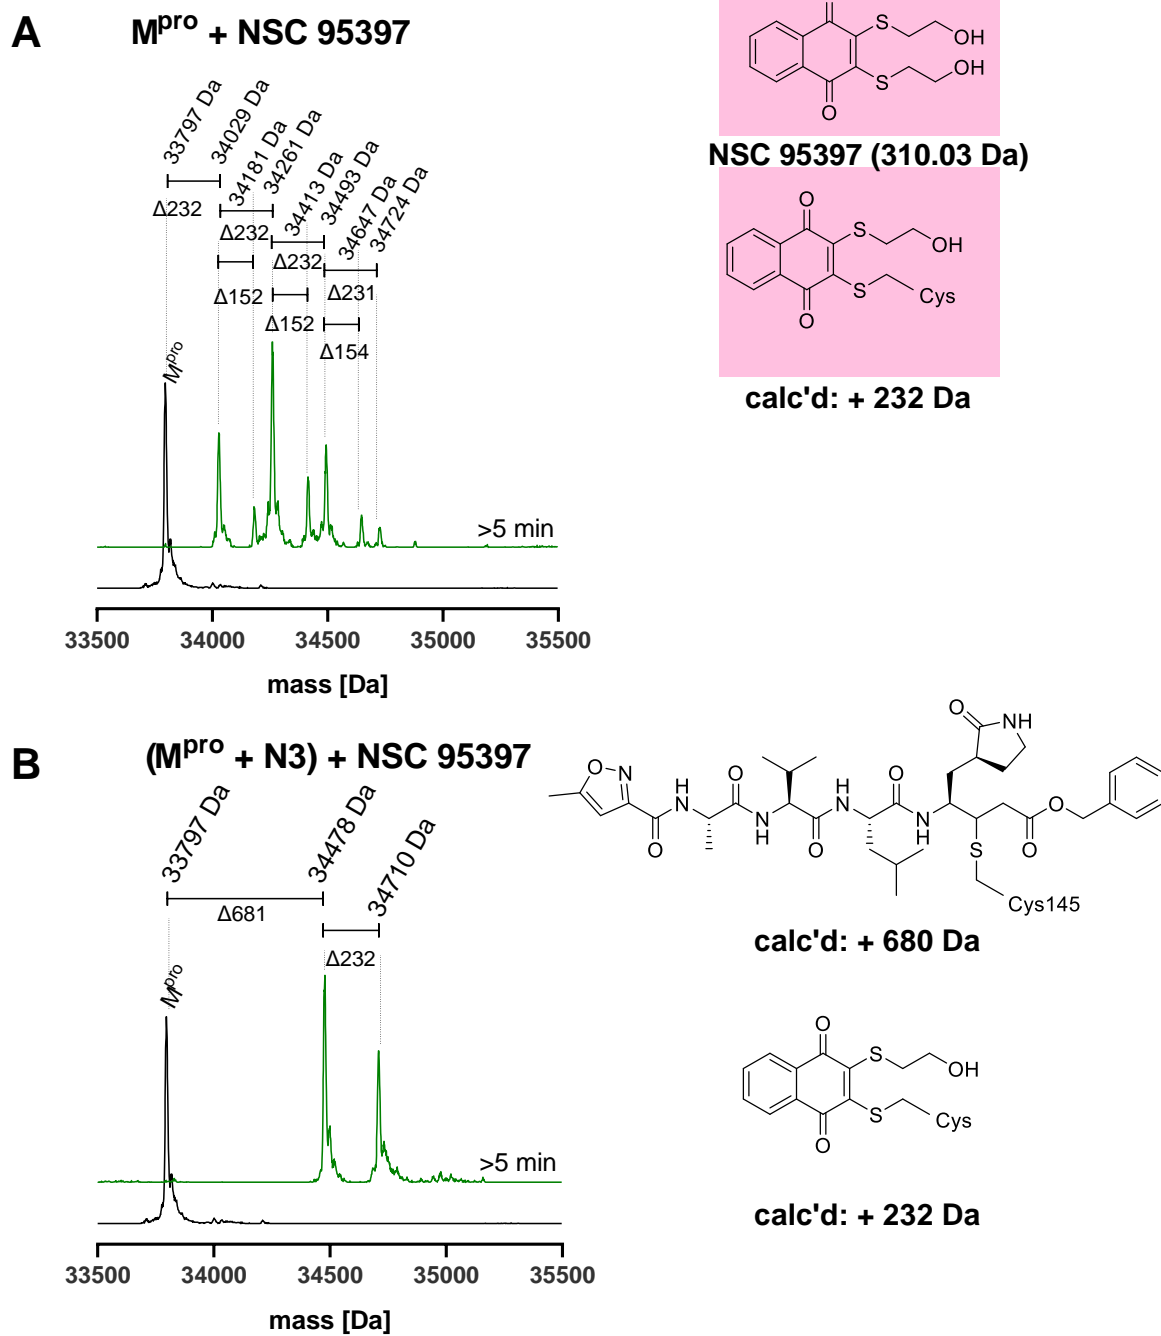 A
Mpro + NSC 95397
33797 Da
34029 Da
34181 Da
34261 Da
34413 Da
34493 Da
34647 Da
34724 Da
Δ232
Δ232
Δ232
Δ231
Δ152
Δ152
Δ154
Mpro
>5 min
33500 34000 34500 35000 35500
mass [Da]
S
OH
OH
S
O
NSC 95397 (310.03 Da)
O
S
OH
S
Cys
O
calc'd: + 232 Da
B
(Mpro + N3) + NSC 95397
33797 Da
34478 Da
34710 Da
Δ681
Δ232
Mpro
>5 min
33500 34000 34500 35000 35500
mass [Da]
O
NH
O
N
H
N
O
H
N
O
O
O
N
H
O
N
H
S
O
Cys145
calc'd: + 680 Da
O
S
OH
S
Cys
O
calc'd: + 232 Da